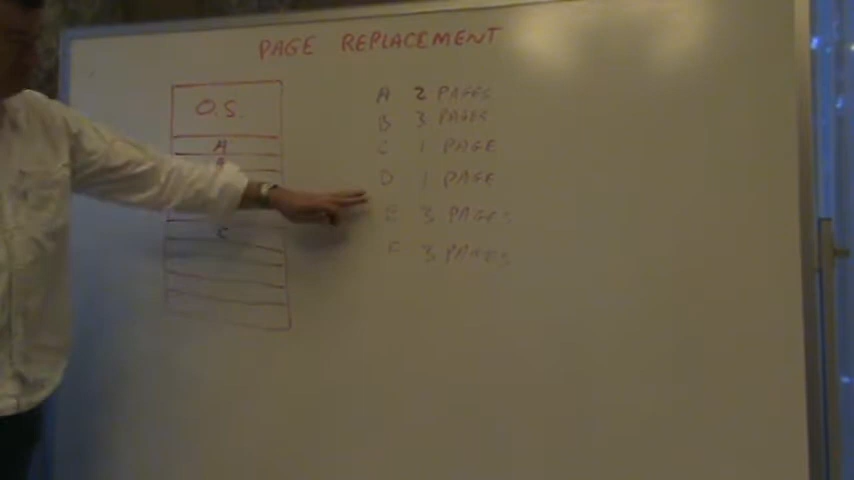 PAGE REPLACEMENT
O.S.
A
A
C
A 2 PAGES
B 3 PAGES
C 1 PAGE
D 1 PAGE
E 3 PAGES
F 3 PAGES